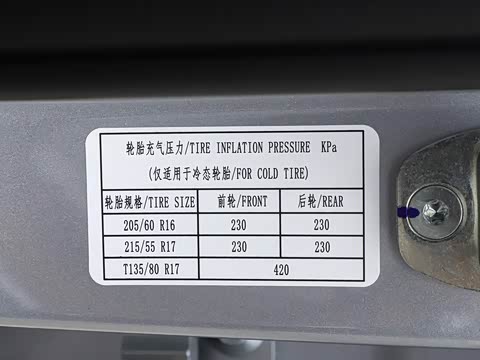 轮胎充气压力/TIRE INFLATION PRESSURE KPa
(仅适用于冷态轮胎/FOR COLD TIRE)
轮胎规格/TIRE SIZE 前轮/FRONT 后轮/REAR
205/60 R16 230 230
215/55 R17 230 230
T135/80 R17 420